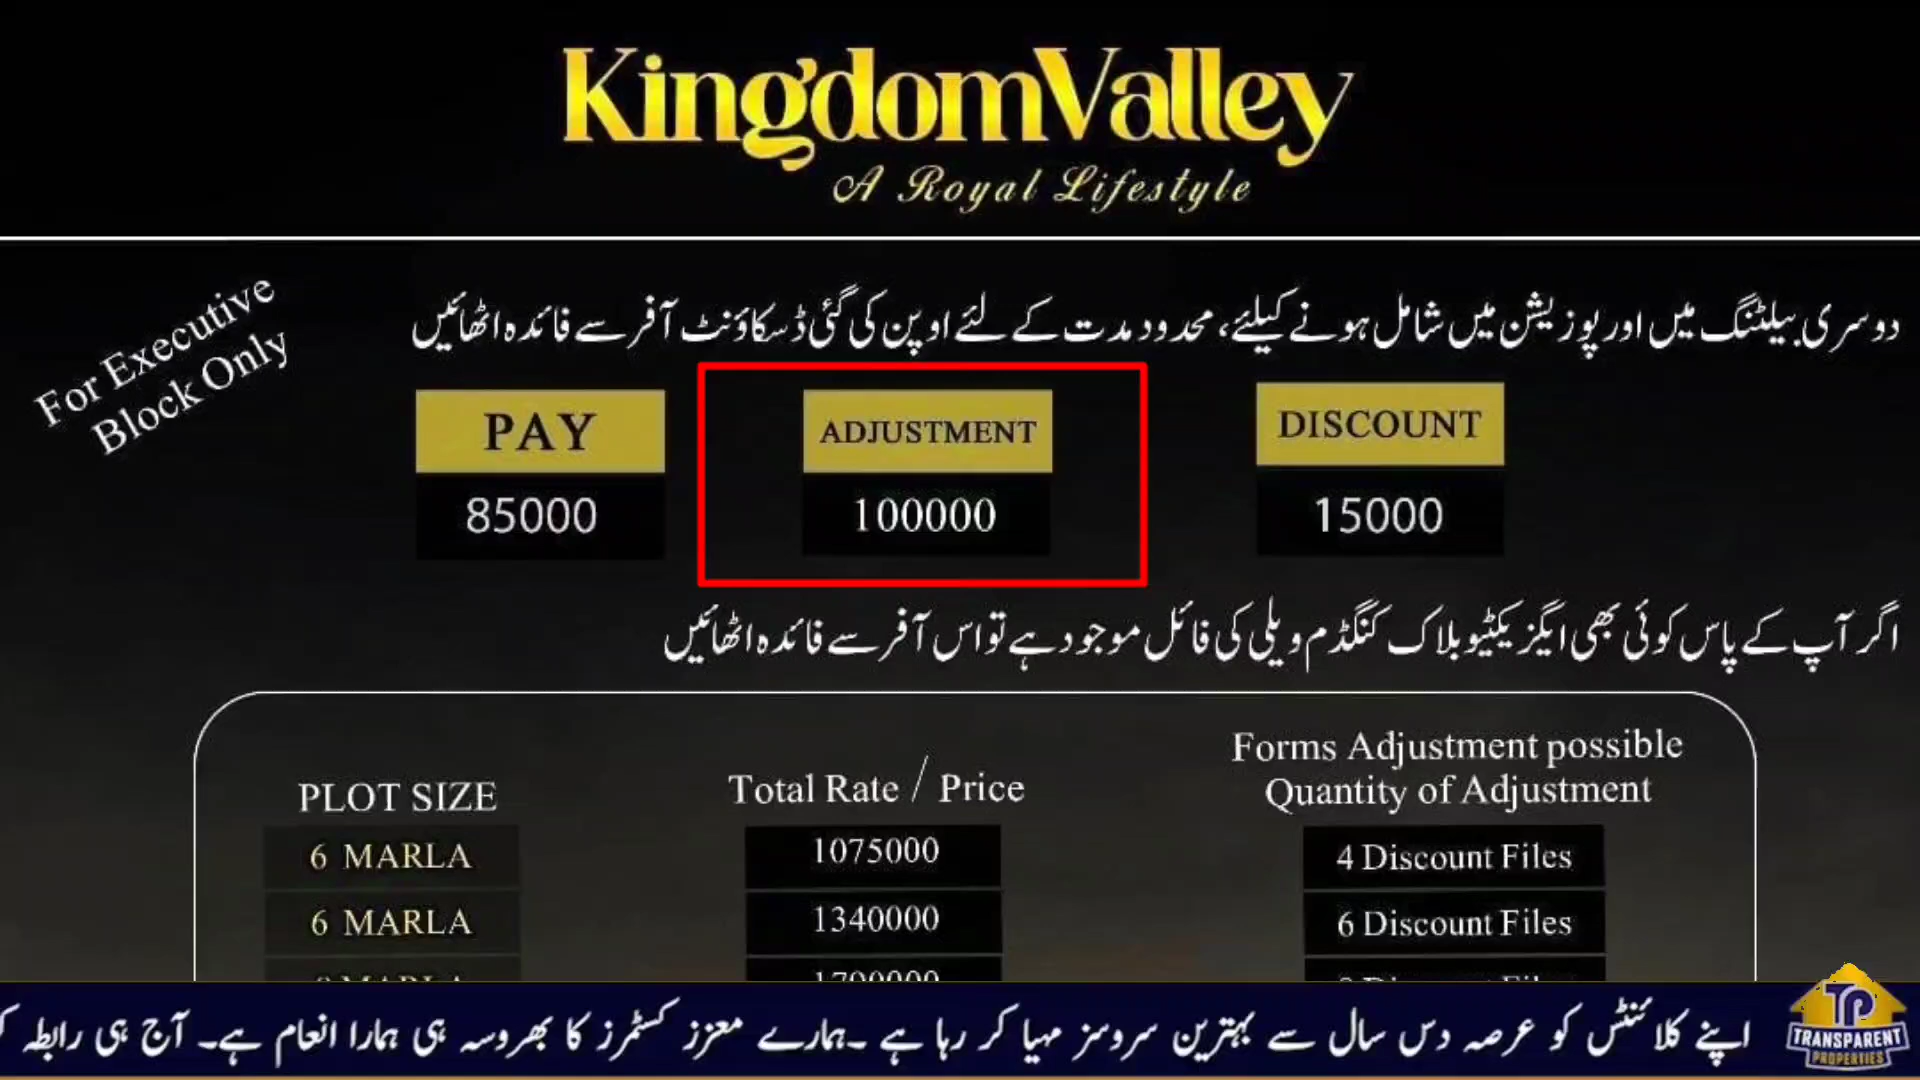 KingdomValley
A Royal Lifestyle
For Executive
Block Only
دوسری بیلٹنگ میں اور پوزیشن میں شامل ہونے کیلئے، محدود مدت کے لئے اوپن کی گئی ڈسکاؤنٹ آفر سے فائدہ اٹھائیں
PAY
85000
ADJUSTMENT
100000
DISCOUNT
15000
اگر آپ کے پاس کوئی بھی ایگزیکٹیو بلاک کنگڈم ویلی کی فائل موجود ہے تو اس آفر سے فائدہ اٹھائیں
PLOT SIZE
Total Rate / Price
Forms Adjustment possible
Quantity of Adjustment
6 MARLA
1075000
4 Discount Files
6 MARLA
1340000
6 Discount Files
اپنے کلائنٹس کو عرصہ دس سال سے بہترین سروسز مہیا کر رہا ہے ۔ہمارے معزز کسٹمرز کا بھروسہ ہی ہمارا انعام ہے۔ آج ہی رابطہ
TP
TRANSPARENT
PROPERTIES